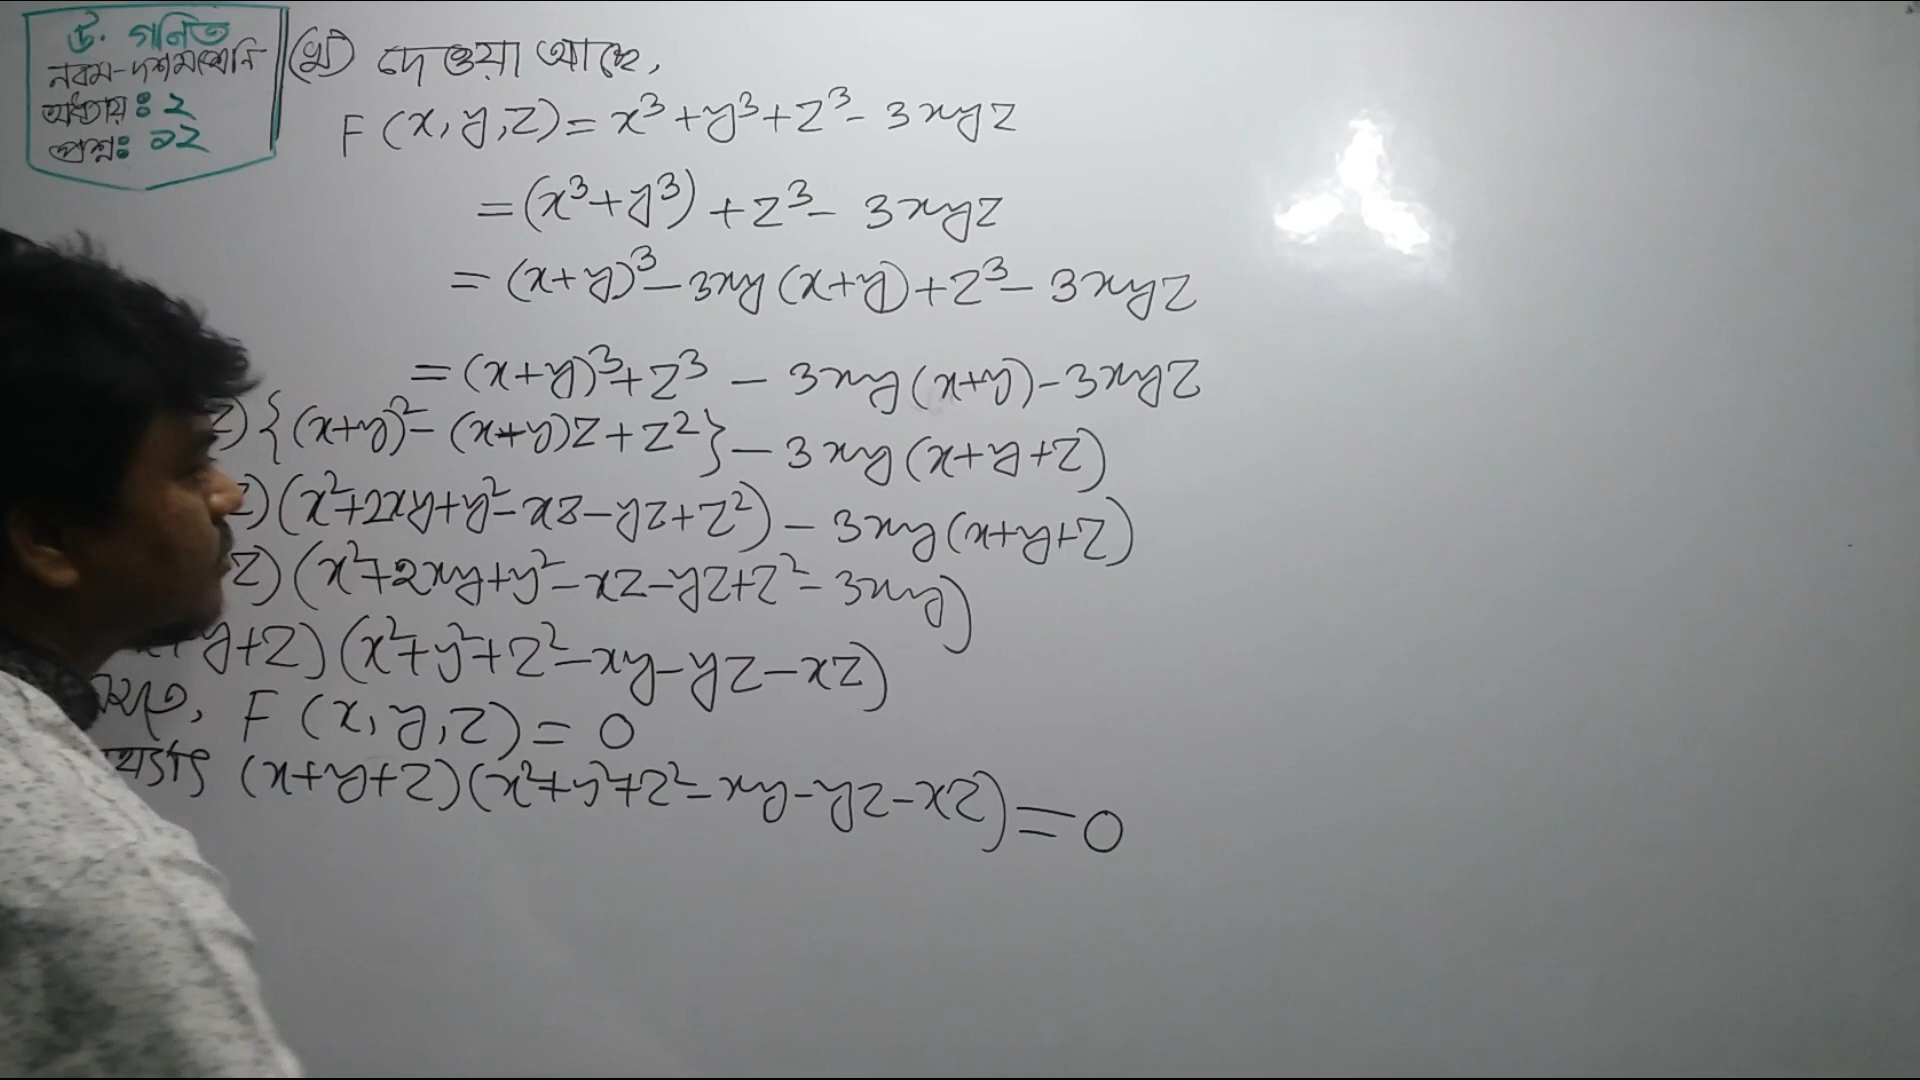 উ. গনিত
নবম-দশম শ্রেনি
অধ্যায়ঃ ২
প্রশ্নঃ ১২
(খ) দেওয়া আছে,
F(x, y, z) = x³ + y³ + z³ - 3xyz
= (x³ + y³) + z³ - 3xyz
= (x+y)³ - 3xy(x+y) + z³ - 3xyz
= (x+y)³ + z³ - 3xy(x+y) - 3xyz
z){(x+y)² - (x+y)z + z²} - 3xy(x+y+z)
z)(x² + 2xy + y² - xz - yz + z²) - 3xy(x+y+z)
z)(x² + 2xy + y² - xz - yz + z² - 3xy)
x+y+z)(x² + y² + z² - xy - yz - xz)
F(x, y, z) = 0
(x+y+z)(x² + y² + z² - xy - yz - xz) = 0